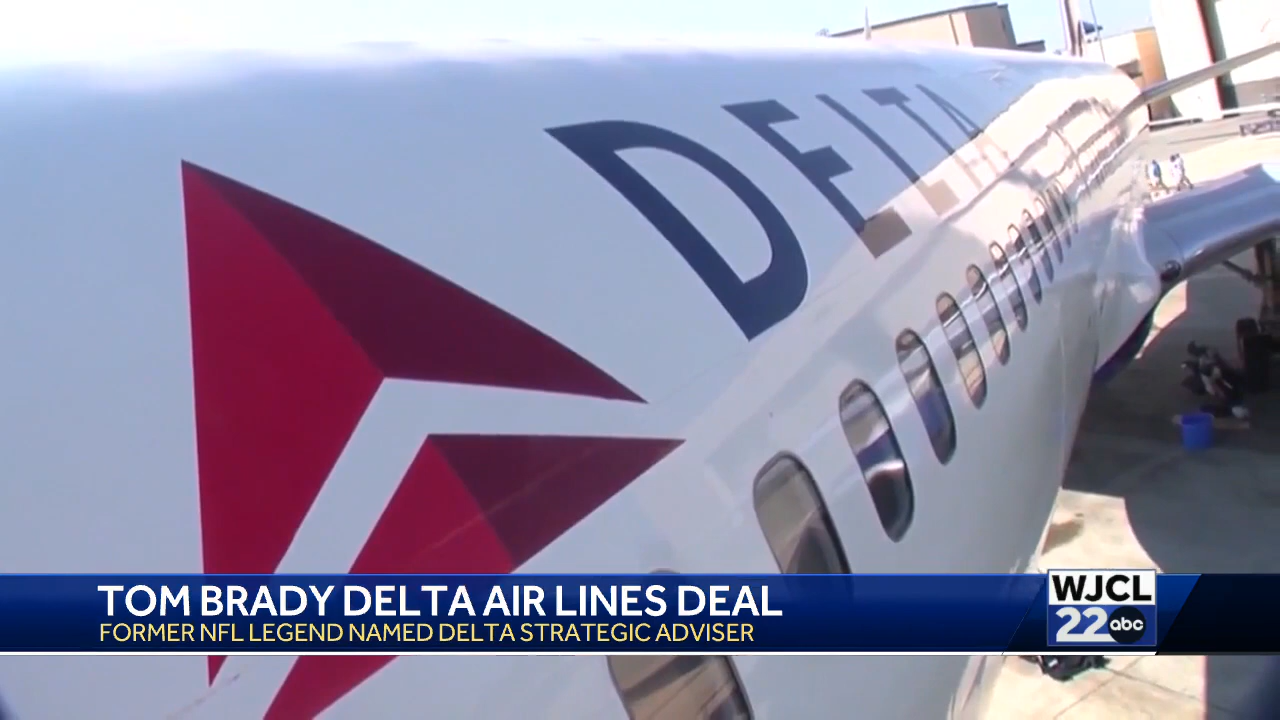 DELTA
TOM BRADY DELTA AIR LINES DEAL
FORMER NFL LEGEND NAMED DELTA STRATEGIC ADVISER
WJCL
22 abc